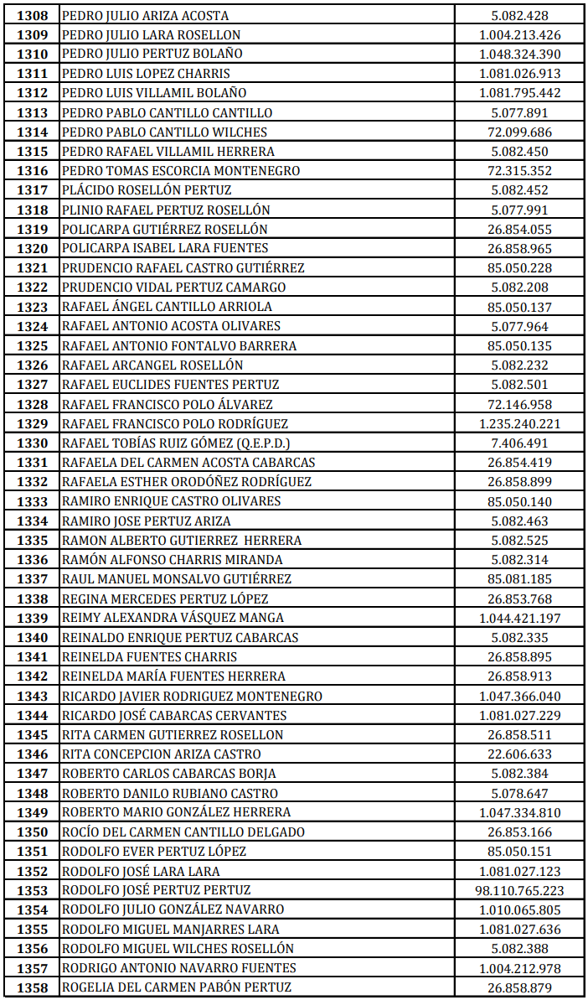 1308 PEDRO JULIO ARIZA ACOSTA 5.082.428
1309 PEDRO JULIO LARA ROSELLON 1.004.213.426
1310 PEDRO JULIO PERTUZ BOLAÑO 1.048.324.390
1311 PEDRO LUIS LOPEZ CHARRIS 1.081.026.913
1312 PEDRO LUIS VILLAMIL BOLAÑO 1.081.795.442
1313 PEDRO PABLO CANTILLO CANTILLO 5.077.891
1314 PEDRO PABLO CANTILLO WILCHES 72.099.686
1315 PEDRO RAFAEL VILLAMIL HERRERA 5.082.450
1316 PEDRO TOMAS ESCORCIA MONTENEGRO 72.315.352
1317 PLÁCIDO ROSELLÓN PERTUZ 5.082.452
1318 PLINIO RAFAEL PERTUZ ROSELLÓN 5.077.991
1319 POLICARPA GUTIÉRREZ ROSELLÓN 26.854.055
1320 POLICARPA ISABEL LARA FUENTES 26.858.965
1321 PRUDENCIO RAFAEL CASTRO GUTIÉRREZ 85.050.228
1322 PRUDENCIO VIDAL PERTUZ CAMARGO 5.082.208
1323 RAFAEL ÁNGEL CANTILLO ARRIOLA 85.050.137
1324 RAFAEL ANTONIO ACOSTA OLIVARES 5.077.964
1325 RAFAEL ANTONIO FONTALVO BARRERA 85.050.135
1326 RAFAEL ARCANGEL ROSELLÓN 5.082.232
1327 RAFAEL EUCLIDES FUENTES PERTUZ 5.082.501
1328 RAFAEL FRANCISCO POLO ÁLVAREZ 72.146.958
1329 RAFAEL FRANCISCO POLO RODRÍGUEZ 1.235.240.221
1330 RAFAEL TOBÍAS RUIZ GÓMEZ (Q.E.P.D.) 7.406.491
1331 RAFAELA DEL CARMEN ACOSTA CABARCAS 26.854.419
1332 RAFAELA ESTHER ORODÓÑEZ RODRÍGUEZ 26.858.899
1333 RAMIRO ENRIQUE CASTRO OLIVARES 85.050.140
1334 RAMIRO JOSE PERTUZ ARIZA 5.082.463
1335 RAMON ALBERTO GUTIERREZ  HERRERA 5.082.525
1336 RAMÓN ALFONSO CHARRIS MIRANDA 5.082.314
1337 RAUL MANUEL MONSALVO GUTIÉRREZ 85.081.185
1338 REGINA MERCEDES PERTUZ LÓPEZ 26.853.768
1339 REIMY ALEXANDRA VÁSQUEZ MANGA 1.044.421.197
1340 REINALDO ENRIQUE PERTUZ CABARCAS 5.082.335
1341 REINELDA FUENTES CHARRIS 26.858.895
1342 REINELDA MARÍA FUENTES HERRERA 26.858.913
1343 RICARDO JAVIER RODRIGUEZ MONTENEGRO 1.047.366.040
1344 RICARDO JOSÉ CABARCAS CERVANTES 1.081.027.229
1345 RITA CARMEN GUTIERREZ ROSELLON 26.858.511
1346 RITA CONCEPCION ARIZA CASTRO 22.606.633
1347 ROBERTO CARLOS CABARCAS BORJA 5.082.384
1348 ROBERTO DANILO RUBIANO CASTRO 5.078.647
1349 ROBERTO MARIO GONZÁLEZ HERRERA 1.047.334.810
1350 ROCÍO DEL CARMEN CANTILLO DELGADO 26.853.166
1351 RODOLFO EVER PERTUZ LÓPEZ 85.050.151
1352 RODOLFO JOSÉ LARA LARA 1.081.027.123
1353 RODOLFO JOSÉ PERTUZ PERTUZ 98.110.765.223
1354 RODOLFO JULIO GONZÁLEZ NAVARRO 1.010.065.805
1355 RODOLFO MIGUEL MANJARRES LARA 1.081.027.636
1356 RODOLFO MIGUEL WILCHES ROSELLÓN 5.082.388
1357 RODRIGO ANTONIO NAVARRO FUENTES 1.004.212.978
1358 ROGELIA DEL CARMEN PABÓN PERTUZ 26.858.879